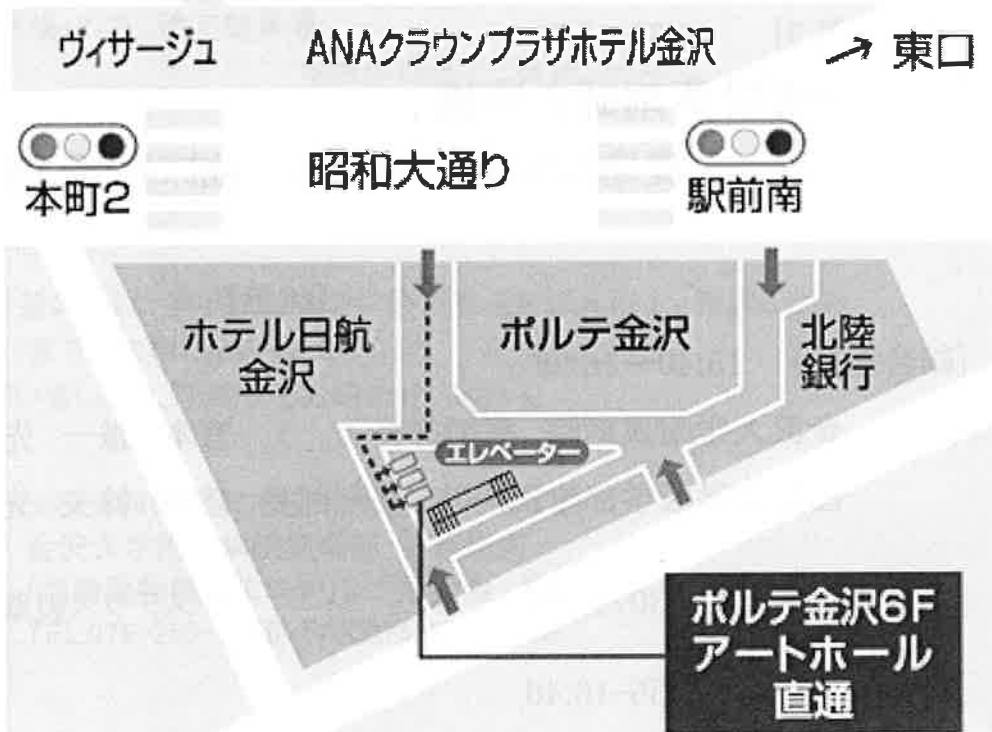 ヴィサージュ ANAクラウンプラザホテル金沢 ↗ 東口
昭和大通り
本町2
駅前南
ホテル日航
金沢
ポルテ金沢
北陸
銀行
エレベーター
ポルテ金沢6F
アートホール
直通